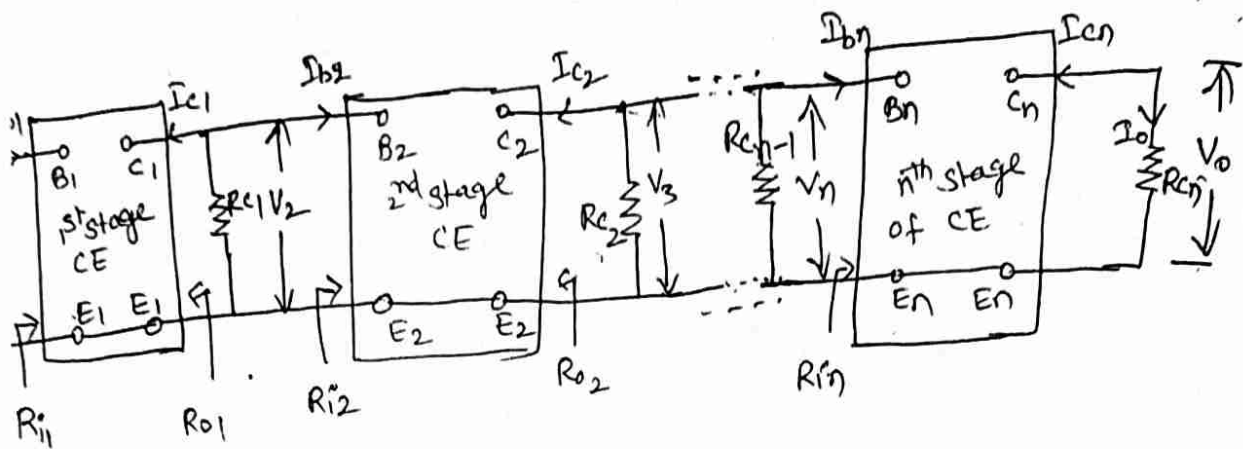 Ibn
Icn
Ib2
Ic2
Ic1
B1
C1
1st stage
CE
E1
E1
Rc1
V2
B2
C2
2nd stage
CE
E2
E2
Rc2
V3
Rcn-1
Vn
Bn
Cn
nth stage
of CE
En
En
I0
Rcn
Vo
Ri1
Ro1
Ri2
Ro2
Rin